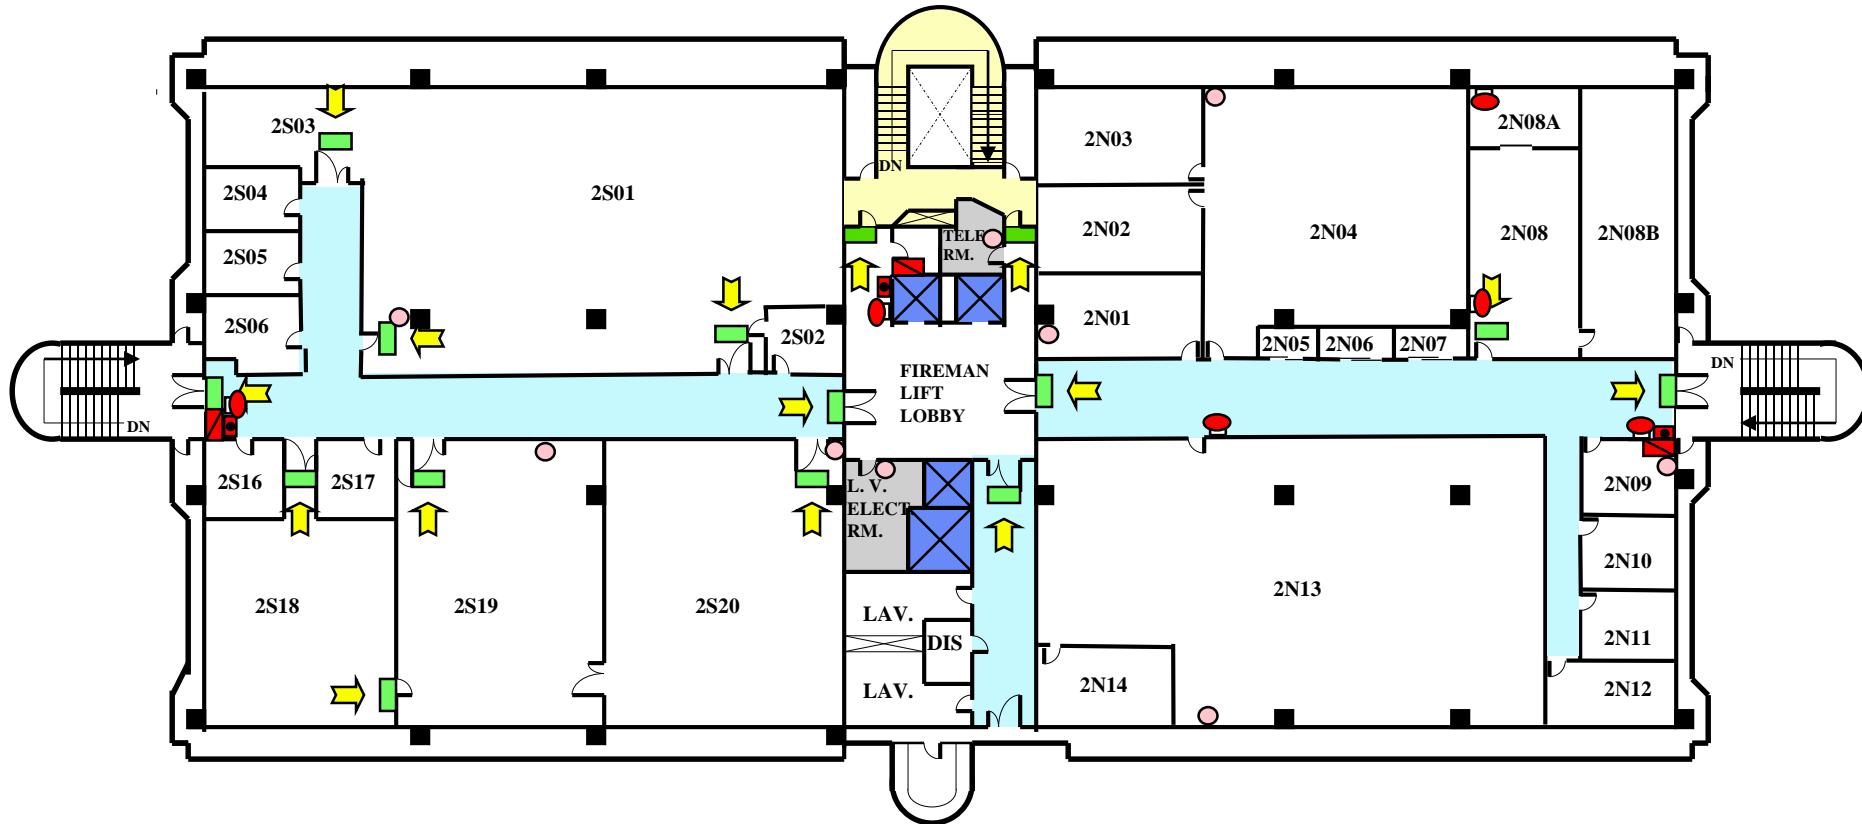 2S03
2S04
2S05
2S06
2S01
2S02
DN
TELE
RM.
2N03
2N02
2N01
2N04
2N05
2N06
2N07
2N08A
2N08
2N08B
FIREMAN
LIFT
LOBBY
DN
DN
2S16
2S17
2S18
2S19
2S20
L. V.
ELECT
RM.
LAV.
DIS
LAV.
2N13
2N14
2N09
2N10
2N11
2N12